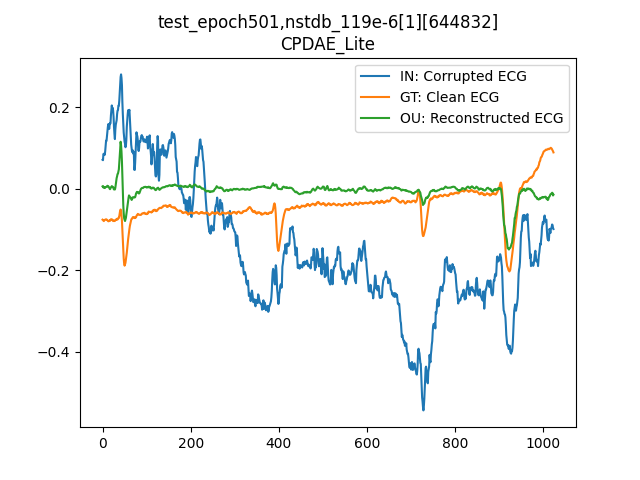 test_epoch501,nstdb_119e-6[1][644832]
CPDAE_Lite
IN: Corrupted ECG
GT: Clean ECG
OU: Reconstructed ECG
0.2
0.0
−0.2
−0.4
0 200 400 600 800 1000